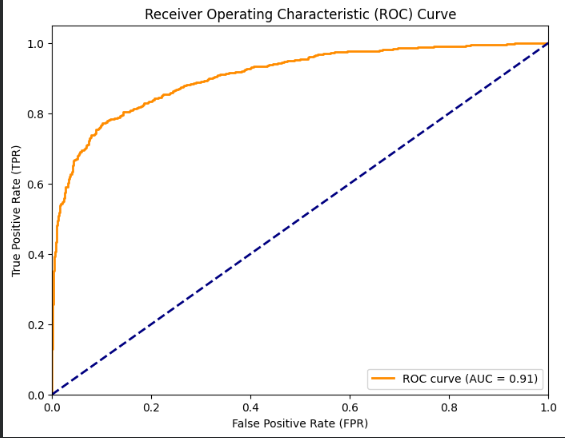 Receiver Operating Characteristic (ROC) Curve
True Positive Rate (TPR)
1.0
0.8
0.6
0.4
0.2
0.0
0.0 0.2 0.4 0.6 0.8 1.0
False Positive Rate (FPR)
ROC curve (AUC = 0.91)